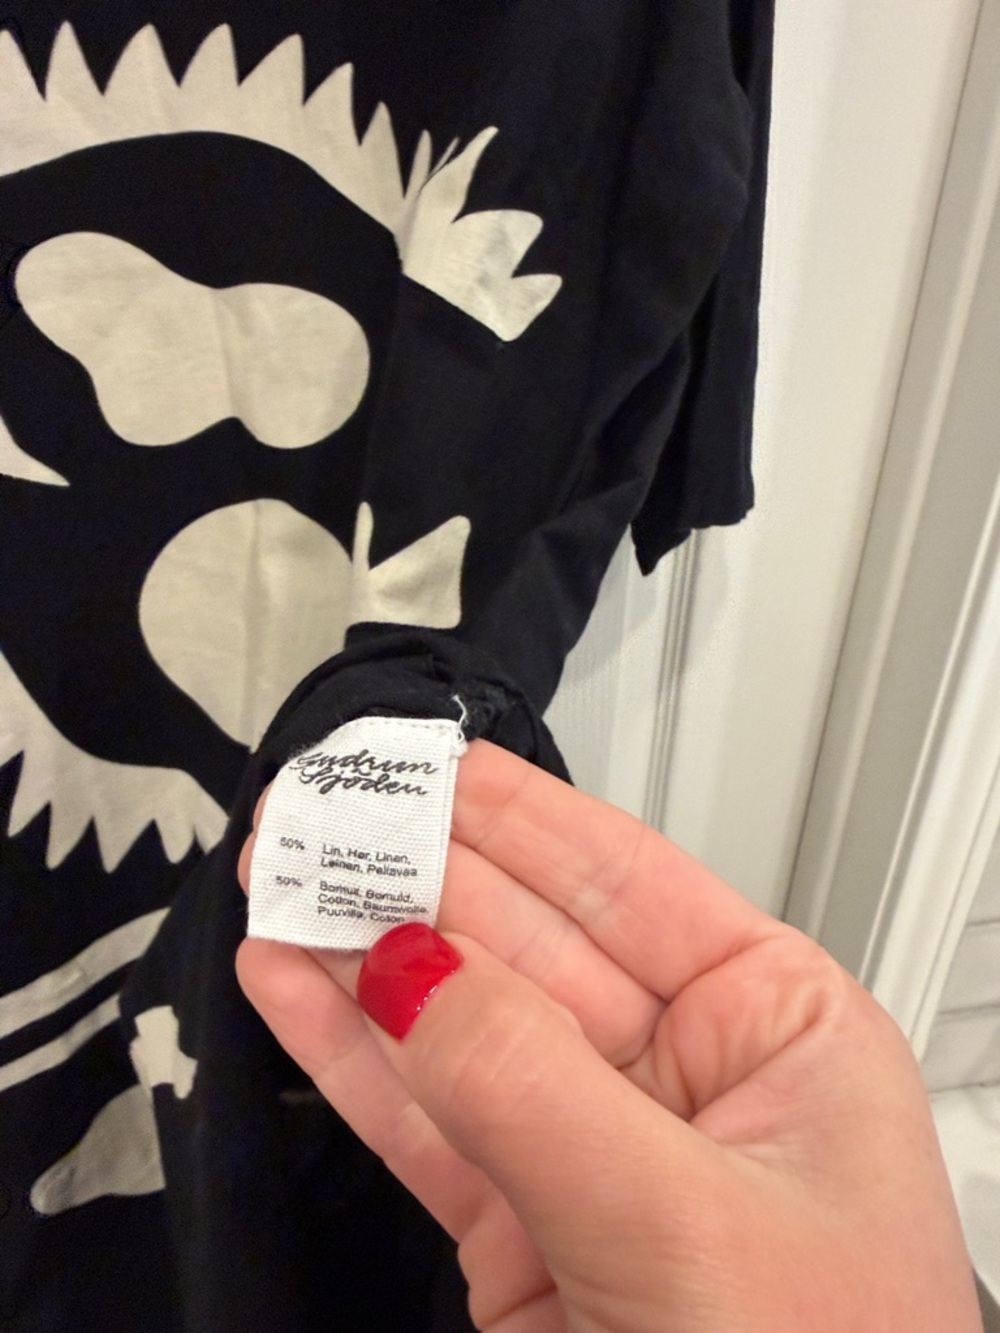 Gudrun
Sjödén
50% Lin, Hør, Linen,
Leinen, Pellavaa
50% Bomull, Bomuld,
Cotton, Baumwolle,
Puuvilla, Coton